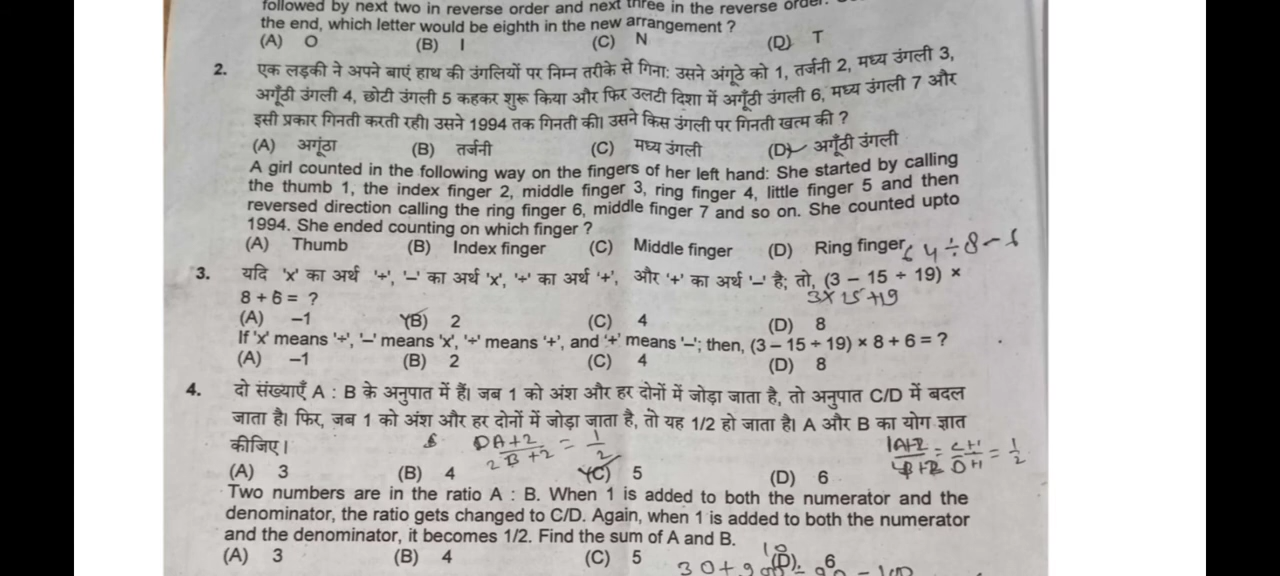 followed by next two in reverse order and next three in the reverse order.
the end, which letter would be eighth in the new arrangement ?
(A) O (B) I (C) N (D) T
2. एक लड़की ने अपने बाएं हाथ की उंगलियों पर निम्न तरीके से गिना: उसने अंगूठे को 1, तर्जनी 2, मध्य उंगली 3,
अगूँठी उंगली 4, छोटी उंगली 5 कहकर शुरू किया और फिर उलटी दिशा में अगूँठी उंगली 6, मध्य उंगली 7 और
इसी प्रकार गिनती करती रही। उसने 1994 तक गिनती की। उसने किस उंगली पर गिनती खत्म की ?
(A) अगूंठा (B) तर्जनी (C) मध्य उंगली (D) अगूँठी उंगली
A girl counted in the following way on the fingers of her left hand: She started by calling
the thumb 1, the index finger 2, middle finger 3, ring finger 4, little finger 5 and then
reversed direction calling the ring finger 6, middle finger 7 and so on. She counted upto
1994. She ended counting on which finger ?
(A) Thumb (B) Index finger (C) Middle finger (D) Ring finger
3. यदि 'x' का अर्थ '÷', '–' का अर्थ 'x', '÷' का अर्थ '+', और '+' का अर्थ '–' है; तो, (3 – 15 ÷ 19) ×
8 + 6 = ? 3 x 15 + 19
(A) –1 (B) 2 (C) 4 (D) 8
If 'x' means '÷', '–' means 'x', '÷' means '+', and '+' means '–'; then, (3 – 15 ÷ 19) × 8 + 6 = ?
(A) –1 (B) 2 (C) 4 (D) 8
4. दो संख्याएँ A : B के अनुपात में हैं। जब 1 को अंश और हर दोनों में जोड़ा जाता है, तो अनुपात C/D में बदल
जाता है। फिर, जब 1 को अंश और हर दोनों में जोड़ा जाता है, तो यह 1/2 हो जाता है। A और B का योग ज्ञात
कीजिए।
(A) 3 (B) 4 (C) 5 (D) 6
Two numbers are in the ratio A : B. When 1 is added to both the numerator and the
denominator, the ratio gets changed to C/D. Again, when 1 is added to both the numerator
and the denominator, it becomes 1/2. Find the sum of A and B.
(A) 3 (B) 4 (C) 5 (D) 6